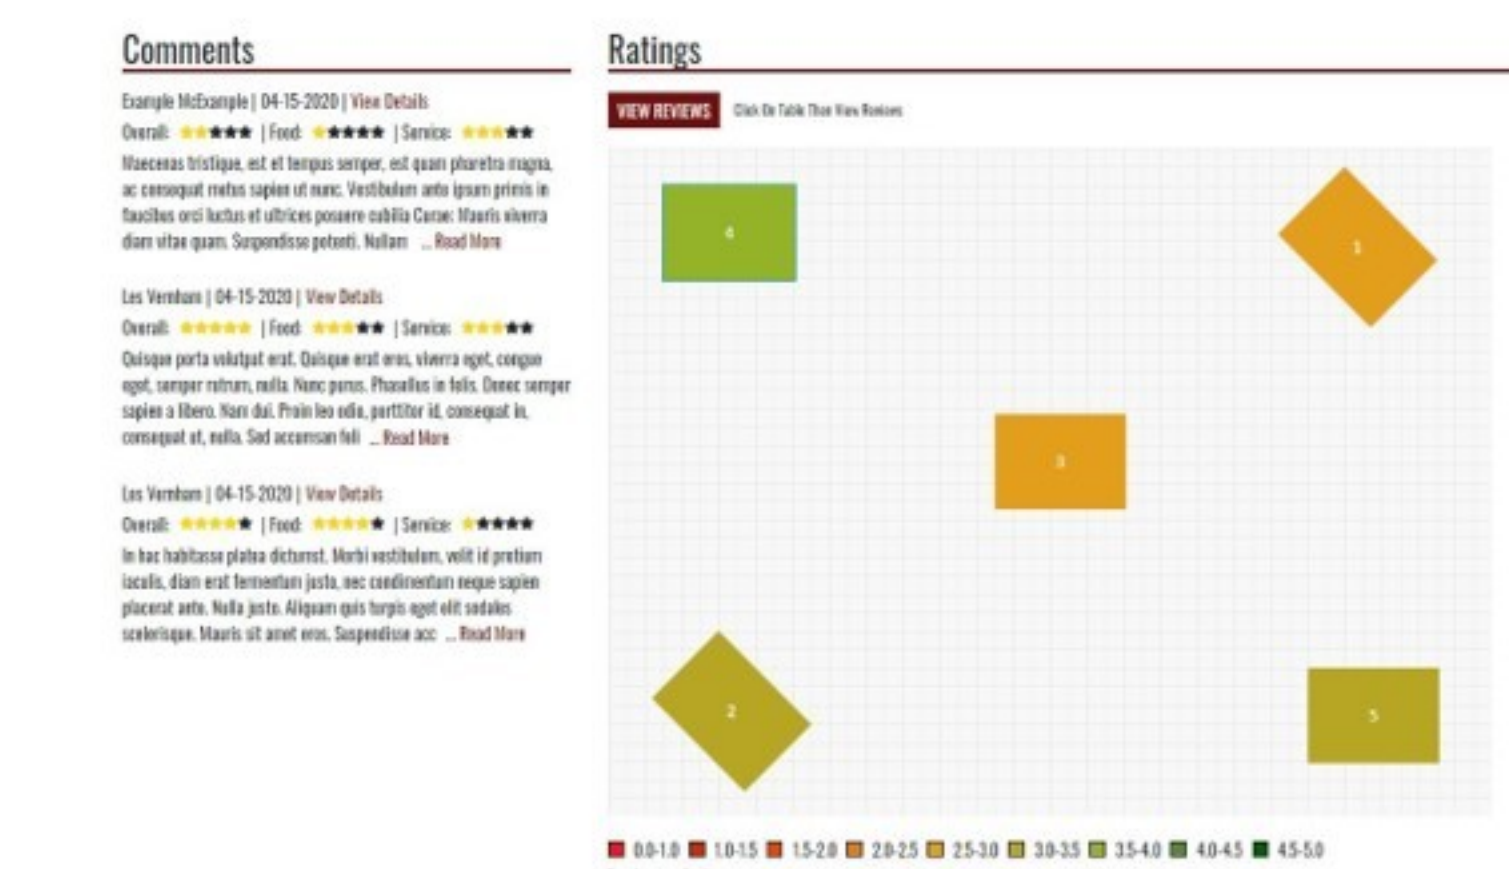 Comments
Example McExample | 04-15-2020 | View Details
Overall: | Food: | Service:
Maecenas tristique, est et tempus semper, est quam pharetra magna,
ac consequat metus sapien ut nunc. Vestibulum ante ipsum primis in
faucibus orci luctus et ultrices posuere cubilia Curae; Mauris viverra
diam vitae quam. Suspendisse potenti. Nullam ... Read More
Les Vernham | 04-15-2020 | View Details
Overall: | Food: | Service:
Quisque porta volutpat erat. Quisque erat eros, viverra eget, congue
eget, semper rutrum, nulla. Nunc purus. Phasellus in felis. Donec semper
sapien a libero. Nam dui. Proin leo odio, porttitor id, consequat in,
consequat ut, nulla. Sed accumsan feli ... Read More
Les Vernham | 04-15-2020 | View Details
Overall: | Food: | Service:
In hac habitasse platea dictumst. Morbi vestibulum, velit id pretium
iaculis, diam erat fermentum justo, nec condimentum neque sapien
placerat ante. Nulla justo. Aliquam quis turpis eget elit sodales
scelerisque. Mauris sit amet eros. Suspendisse acc ... Read More
Ratings
VIEW REVIEWS Click On Table Then View Reviews
1
3
2
5
0.0-1.0 1.0-1.5 1.5-2.0 2.0-2.5 2.5-3.0 3.0-3.5 3.5-4.0 4.0-4.5 4.5-5.0